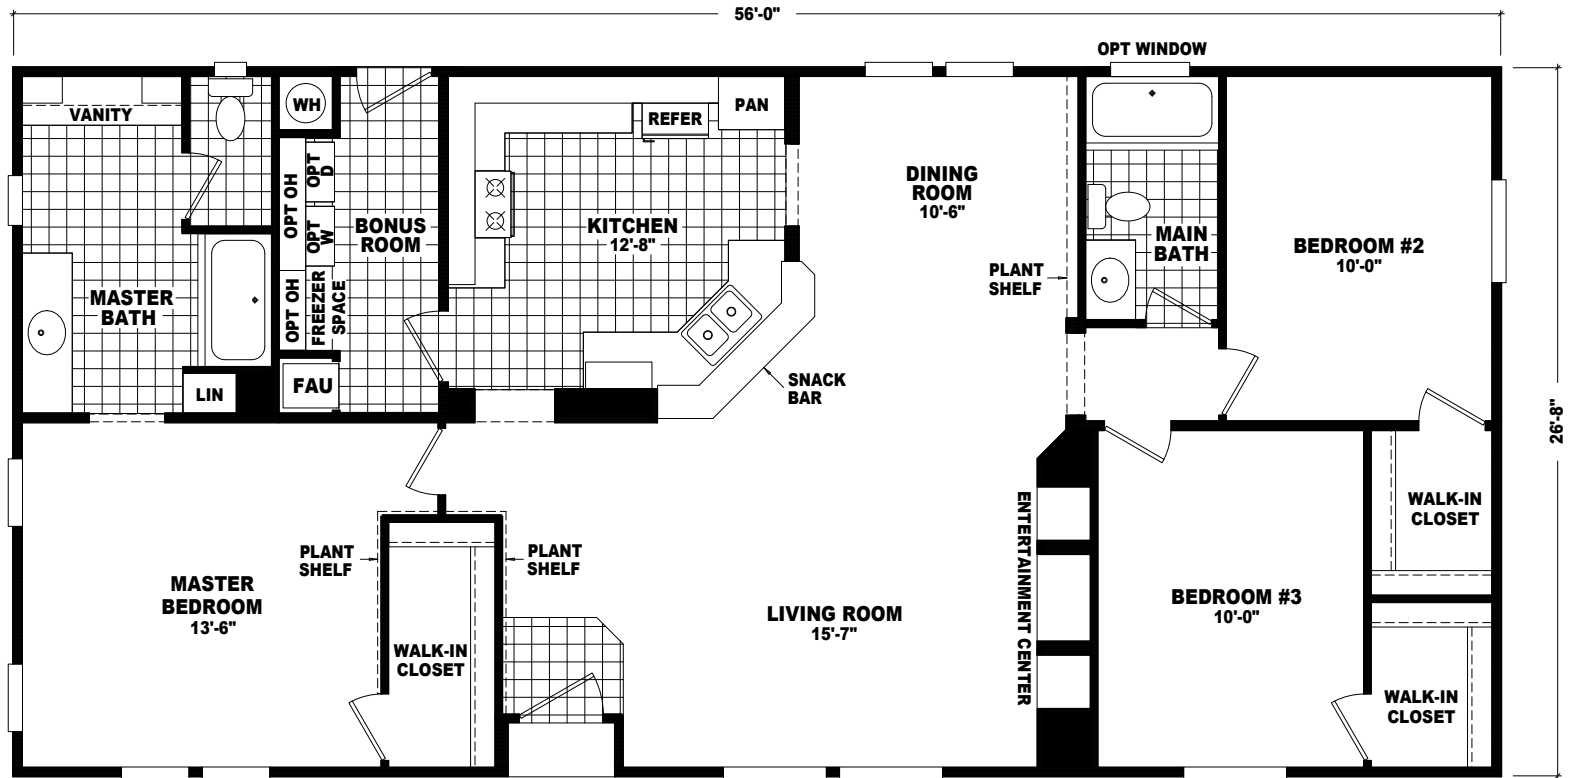 56'-0"
OPT WINDOW
VANITY
WH
REFER
PAN
OPT
D
OPT OH
OPT
W
BONUS
ROOM
KITCHEN
12'-8"
DINING
ROOM
10'-6"
MAIN
BATH
BEDROOM #2
10'-0"
PLANT
SHELF
MASTER
BATH
OPT OH
FREEZER
SPACE
FAU
LIN
SNACK
BAR
26'-8"
WALK-IN
CLOSET
PLANT
SHELF
PLANT
SHELF
ENTERTAINMENT CENTER
MASTER
BEDROOM
13'-6"
WALK-IN
CLOSET
LIVING ROOM
15'-7"
BEDROOM #3
10'-0"
WALK-IN
CLOSET